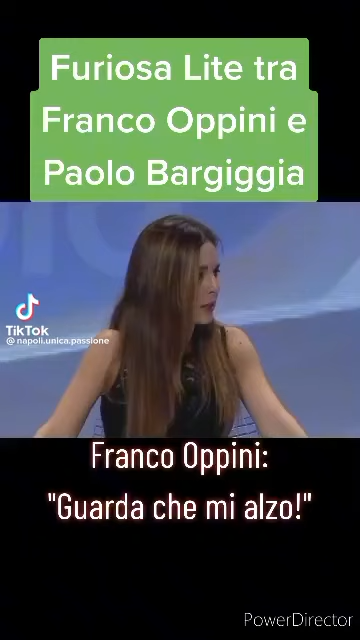 Furiosa Lite tra
Franco Oppini e
Paolo Bargiggia
TikTok
@napoli.unica.passione
Franco Oppini:
"Guarda che mi alzo!"
PowerDirector